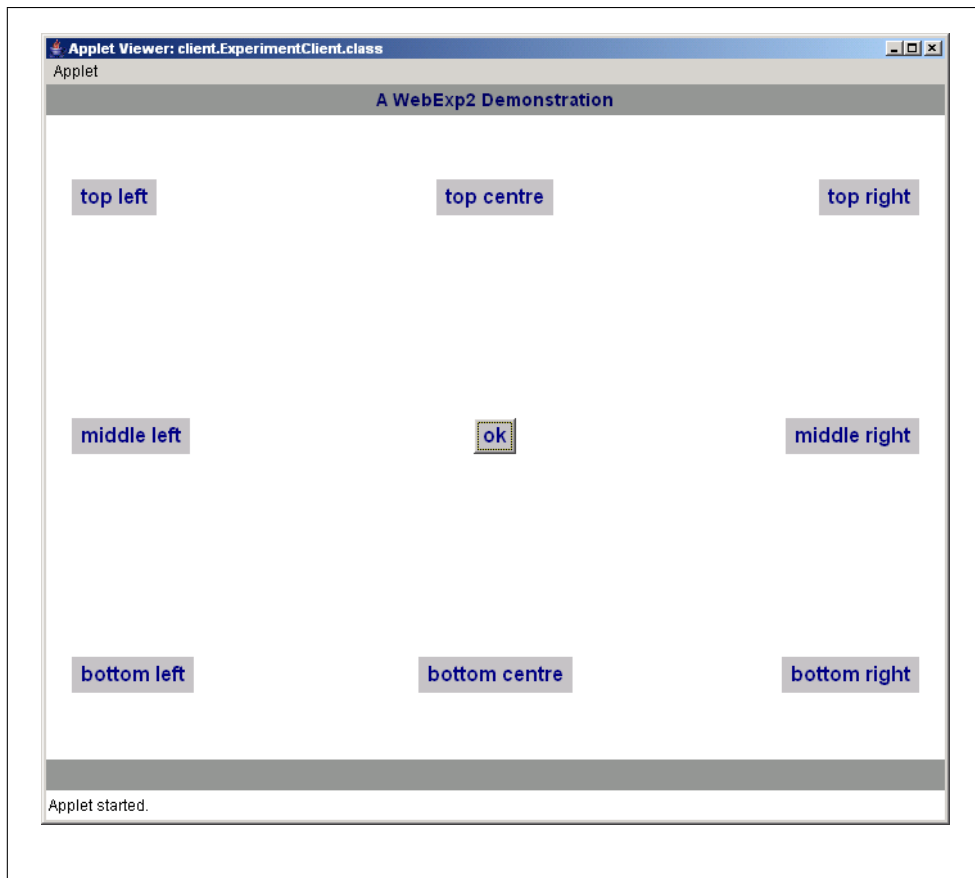 Applet Viewer: client.ExperimentClient.class
Applet
A WebExp2 Demonstration
top left top centre top right
middle left ok middle right
bottom left bottom centre bottom right
Applet started.